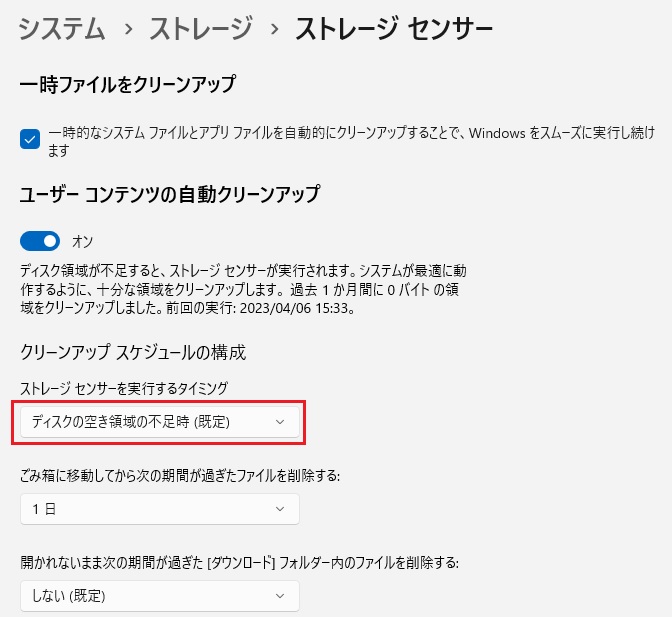 システム › ストレージ › ストレージ センサー
一時ファイルをクリーンアップ
一時的なシステム ファイルとアプリ ファイルを自動的にクリーンアップすることで、Windows をスムーズに実行し続け
ます
ユーザー コンテンツの自動クリーンアップ
オン
ディスク領域が不足すると、ストレージ センサーが実行されます。システムが最適に動
作するように、十分な領域をクリーンアップします。 過去 1 か月間に 0 バイト の領
域をクリーンアップしました。前回の実行: 2023/04/06 15:33。
クリーンアップ スケジュールの構成
ストレージ センサーを実行するタイミング
ディスクの空き領域の不足時 (既定)
ごみ箱に移動してから次の期間が過ぎたファイルを削除する:
1 日
開かれないまま次の期間が過ぎた [ダウンロード] フォルダー内のファイルを削除する:
しない (既定)